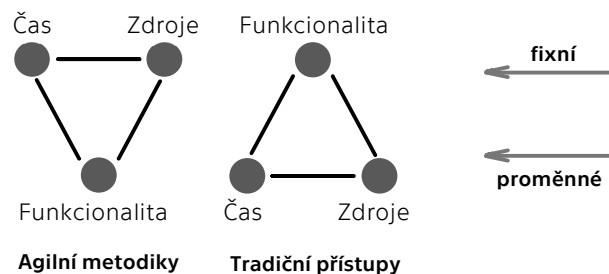 Čas Zdroje Funkcionalita
fixní
proměnné
Funkcionalita Čas Zdroje
Agilní metodiky Tradiční přístupy